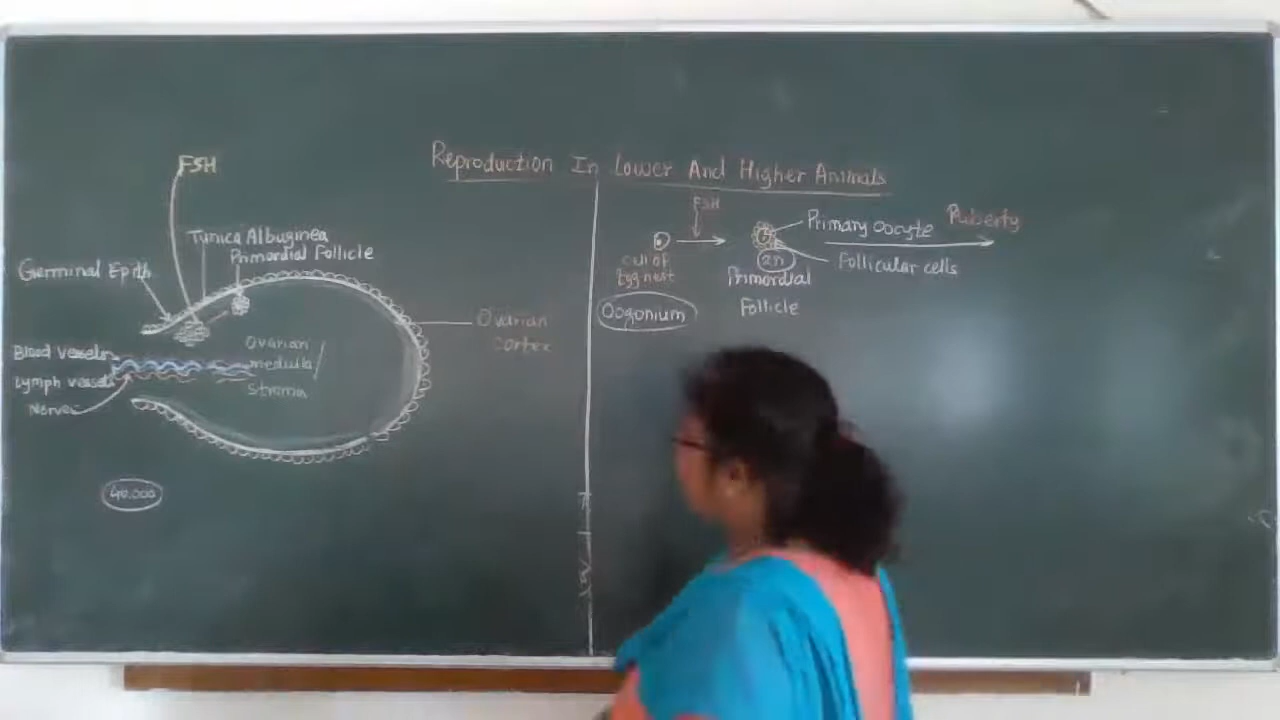 Reproduction In Lower And Higher Animals
FSH
Tunica Albuginea
Primordial Follicle
Germinal Epith.
Blood vessels
Lymph vessels
Nerves
Ovarian
medulla/
Stroma
Ovarian
cortex
40,000
FSH
cell of
Egg nest
Oogonium
2n
Primordial
Follicle
Primary oocyte
Follicular cells
Puberty